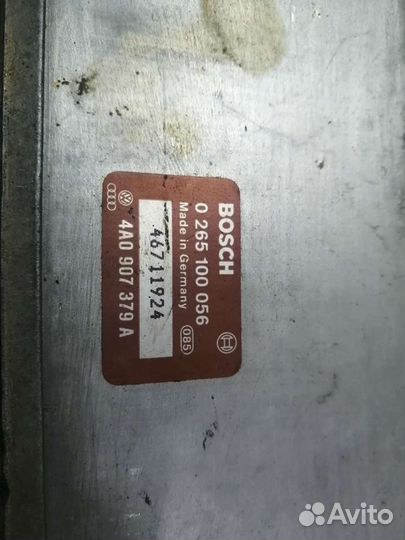 BOSCH
0 265 100 056
Made in Germany
085
46711924
4A0 907 379 A
Avito